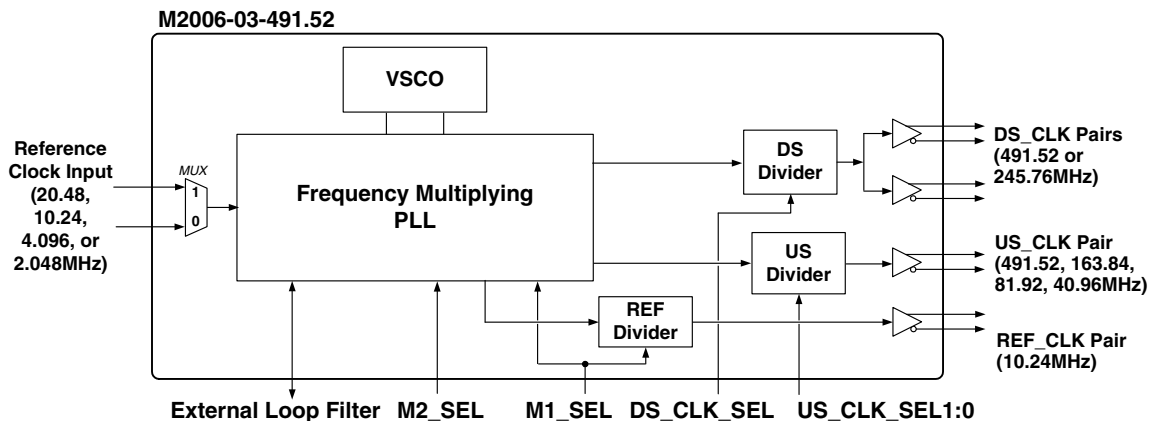 M2006-03-491.52
VSCO
Reference
Clock Input
(20.48,
10.24,
4.096, or
2.048MHz)
MUX
1
0
Frequency Multiplying
PLL
DS
Divider
DS_CLK Pairs
(491.52 or
245.76MHz)
US
Divider
US_CLK Pair
(491.52, 163.84,
81.92, 40.96MHz)
REF
Divider
REF_CLK Pair
(10.24MHz)
External Loop Filter M2_SEL M1_SEL DS_CLK_SEL US_CLK_SEL1:0